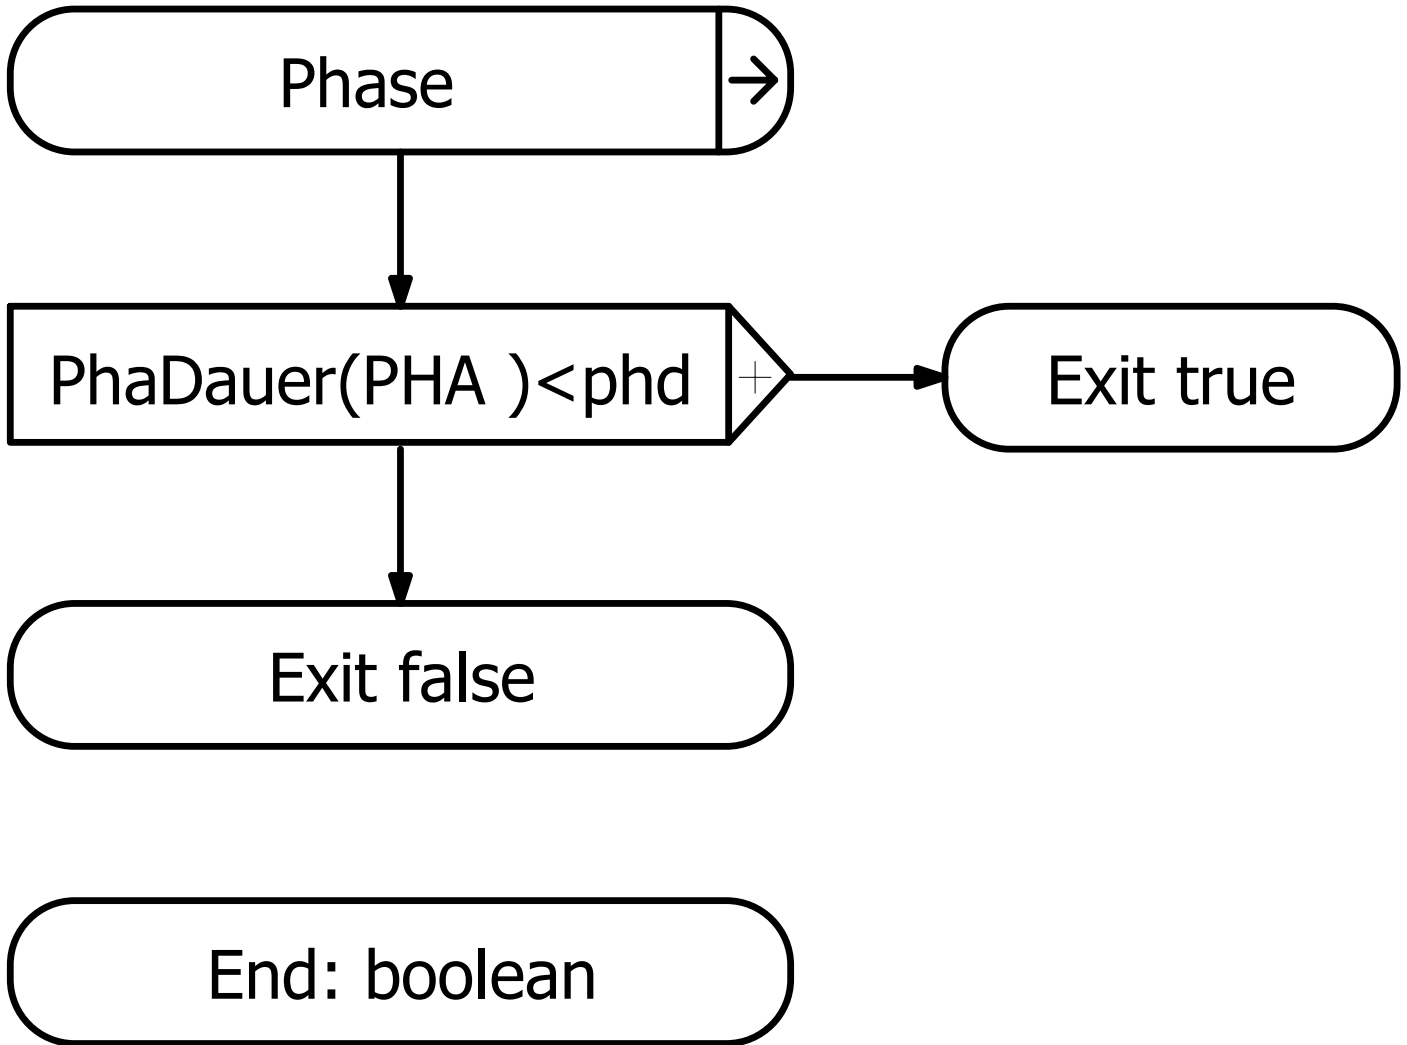 Phase
PhaDauer(PHA )<phd
Exit true
Exit false
End: boolean